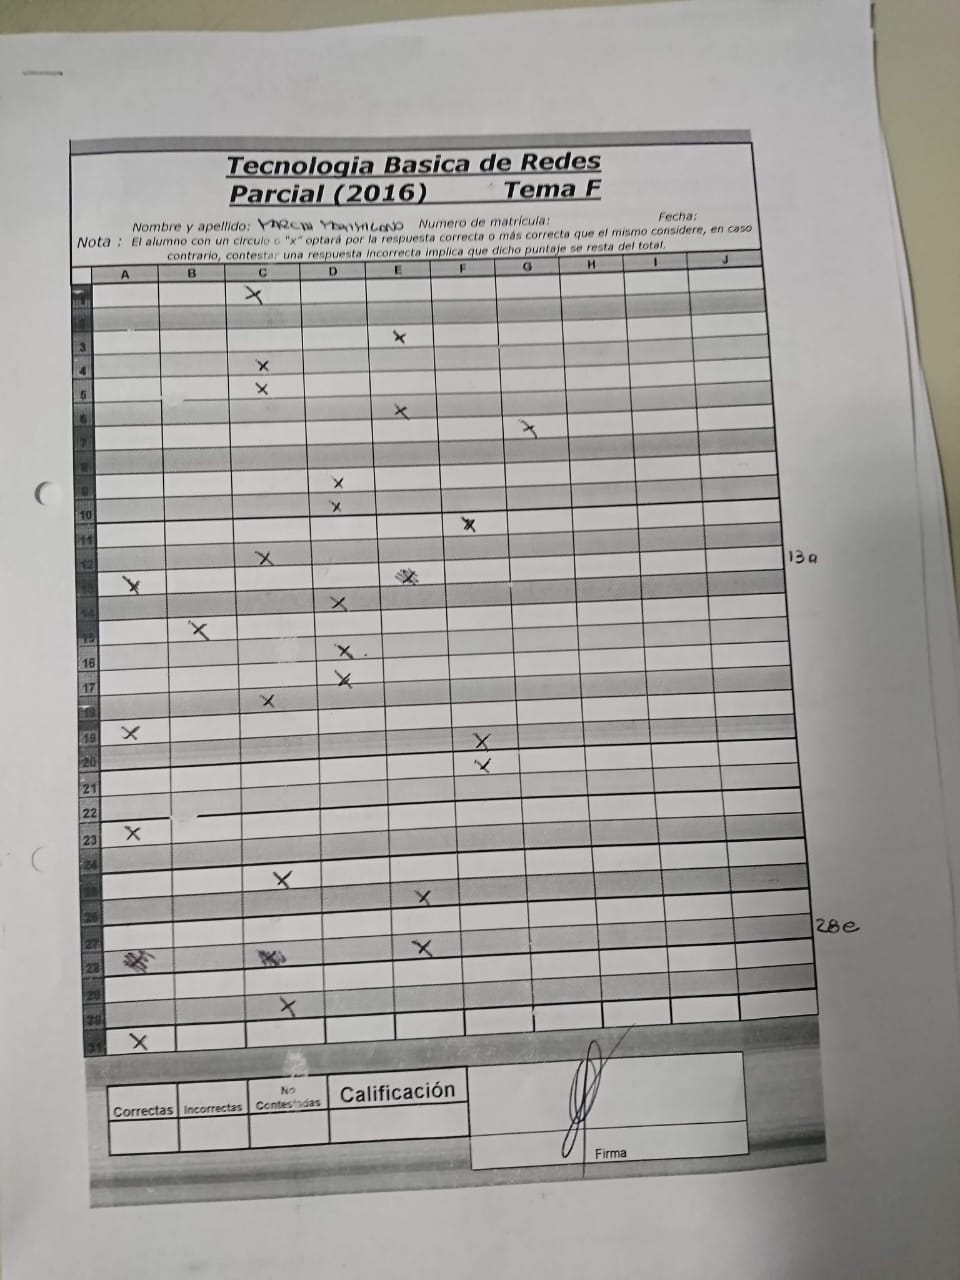 Tecnologia Basica de Redes
Parcial (2016) Tema F
Nombre y apellido: Numero de matrícula: Fecha:
Nota : El alumno con un circulo o "x" optará por la respuesta correcta o más correcta que el mismo considere, en caso
contrario, contestar una respuesta incorrecta implica que dicho puntaje se resta del total.
A B C D E F G H I J
1 X
3 X
4 X
5 X
6 X
7 X
9 X
10 X
11 X
12 X
13 X 13a
14 X
15 X
16 X
17 X
18 X
19 X
20 X
21 X
22
23 X
24
25 X
26 X
27
28 X 28e
29
30 X
31 X
Correctas Incorrectas No Contestadas Calificación
Firma